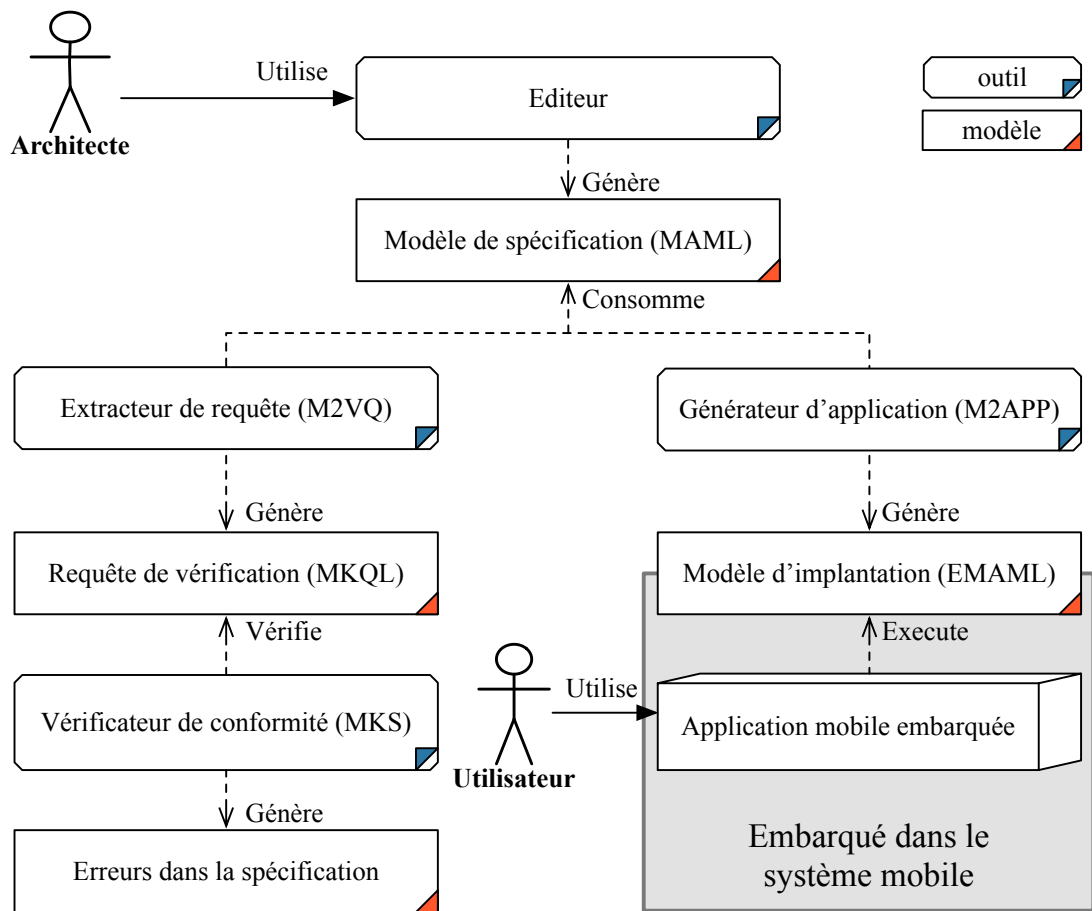 Utilise
Editeur
outil
modèle
Architecte
Génère
Modèle de spécification (MAML)
Consomme
Extracteur de requête (M2VQ)
Générateur d’application (M2APP)
Génère
Génère
Requête de vérification (MKQL)
Modèle d’implantation (EMAML)
Vérifie
Execute
Utilise
Vérificateur de conformité (MKS)
Application mobile embarquée
Utilisateur
Génère
Erreurs dans la spécification
Embarqué dans le
système mobile